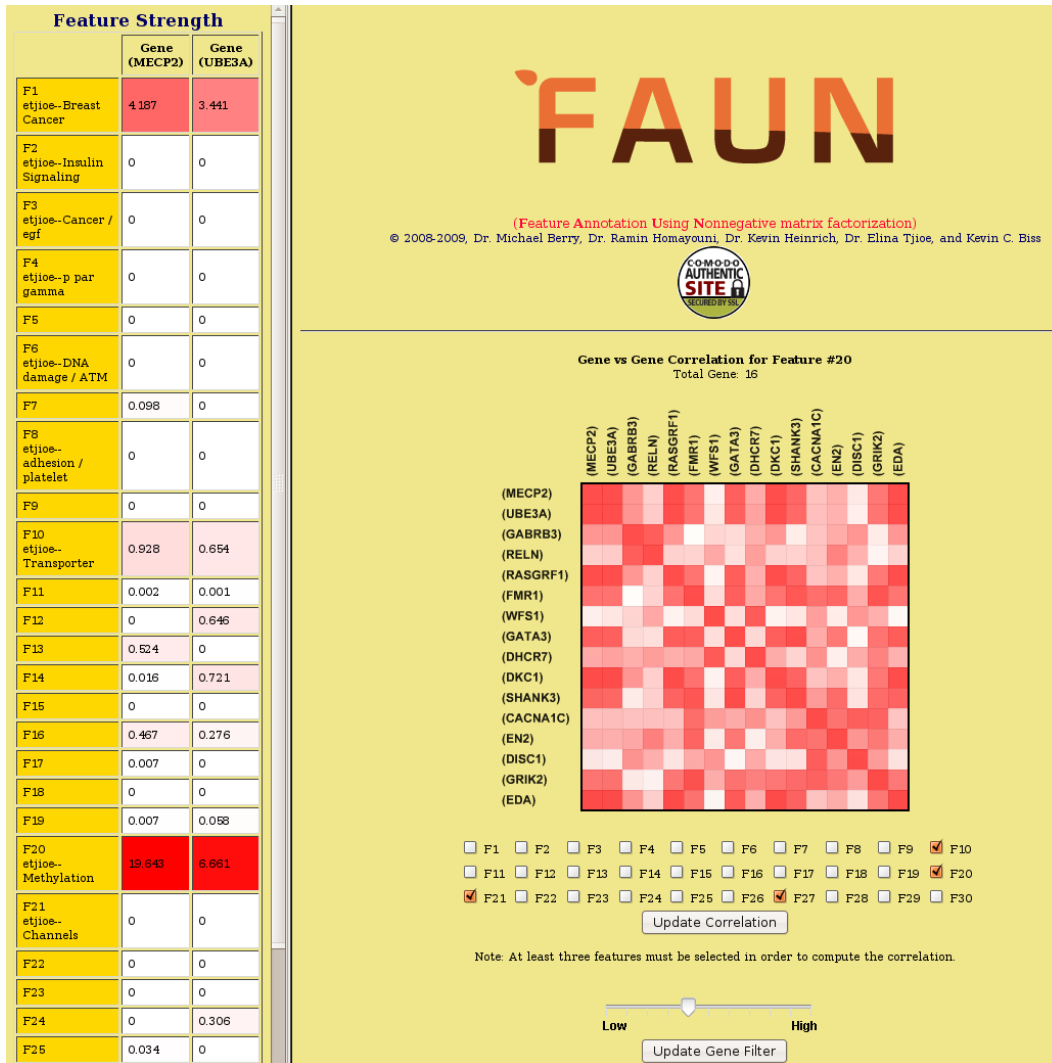 Feature Strength
Gene (MECP2) Gene (UBE3A)
F1 etjioe--Breast Cancer 4.187 3.441
F2 etjioe--Insulin Signaling 0 0
F3 etjioe--Cancer / egf 0 0
F4 etjioe--p par gamma 0 0
F5 0 0
F6 etjioe--DNA damage / ATM 0 0
F7 0.098 0
F8 etjioe--adhesion / platelet 0 0
F9 0 0
F10 etjioe--Transporter 0.928 0.654
F11 0.002 0.001
F12 0 0.646
F13 0.524 0
F14 0.016 0.721
F15 0 0
F16 0.467 0.276
F17 0.007 0
F18 0 0
F19 0.007 0.058
F20 etjioe--Methylation 19.643 6.661
F21 etjioe--Channels 0 0
F22 0 0
F23 0 0
F24 0 0.306
F25 0.034 0
FAUN
(Feature Annotation Using Nonnegative matrix factorization)
© 2008-2009, Dr. Michael Berry, Dr. Ramin Homayouni, Dr. Kevin Heinrich, Dr. Elina Tjioe, and Kevin C. Biss
C·O·M·O·D·O
AUTHENTIC
SITE
SECURED BY SSL
Gene vs Gene Correlation for Feature #20
Total Gene: 16
(MECP2) (UBE3A) (GABRB3) (RELN) (RASGRF1) (FMR1) (WFS1) (GATA3) (DHCR7) (DKC1) (SHANK3) (CACNA1C) (EN2) (DISC1) (GRIK2) (EDA)
(MECP2)
(UBE3A)
(GABRB3)
(RELN)
(RASGRF1)
(FMR1)
(WFS1)
(GATA3)
(DHCR7)
(DKC1)
(SHANK3)
(CACNA1C)
(EN2)
(DISC1)
(GRIK2)
(EDA)
F1 F2 F3 F4 F5 F6 F7 F8 F9 F10
F11 F12 F13 F14 F15 F16 F17 F18 F19 F20
F21 F22 F23 F24 F25 F26 F27 F28 F29 F30
Update Correlation
Note: At least three features must be selected in order to compute the correlation.
Low High
Update Gene Filter